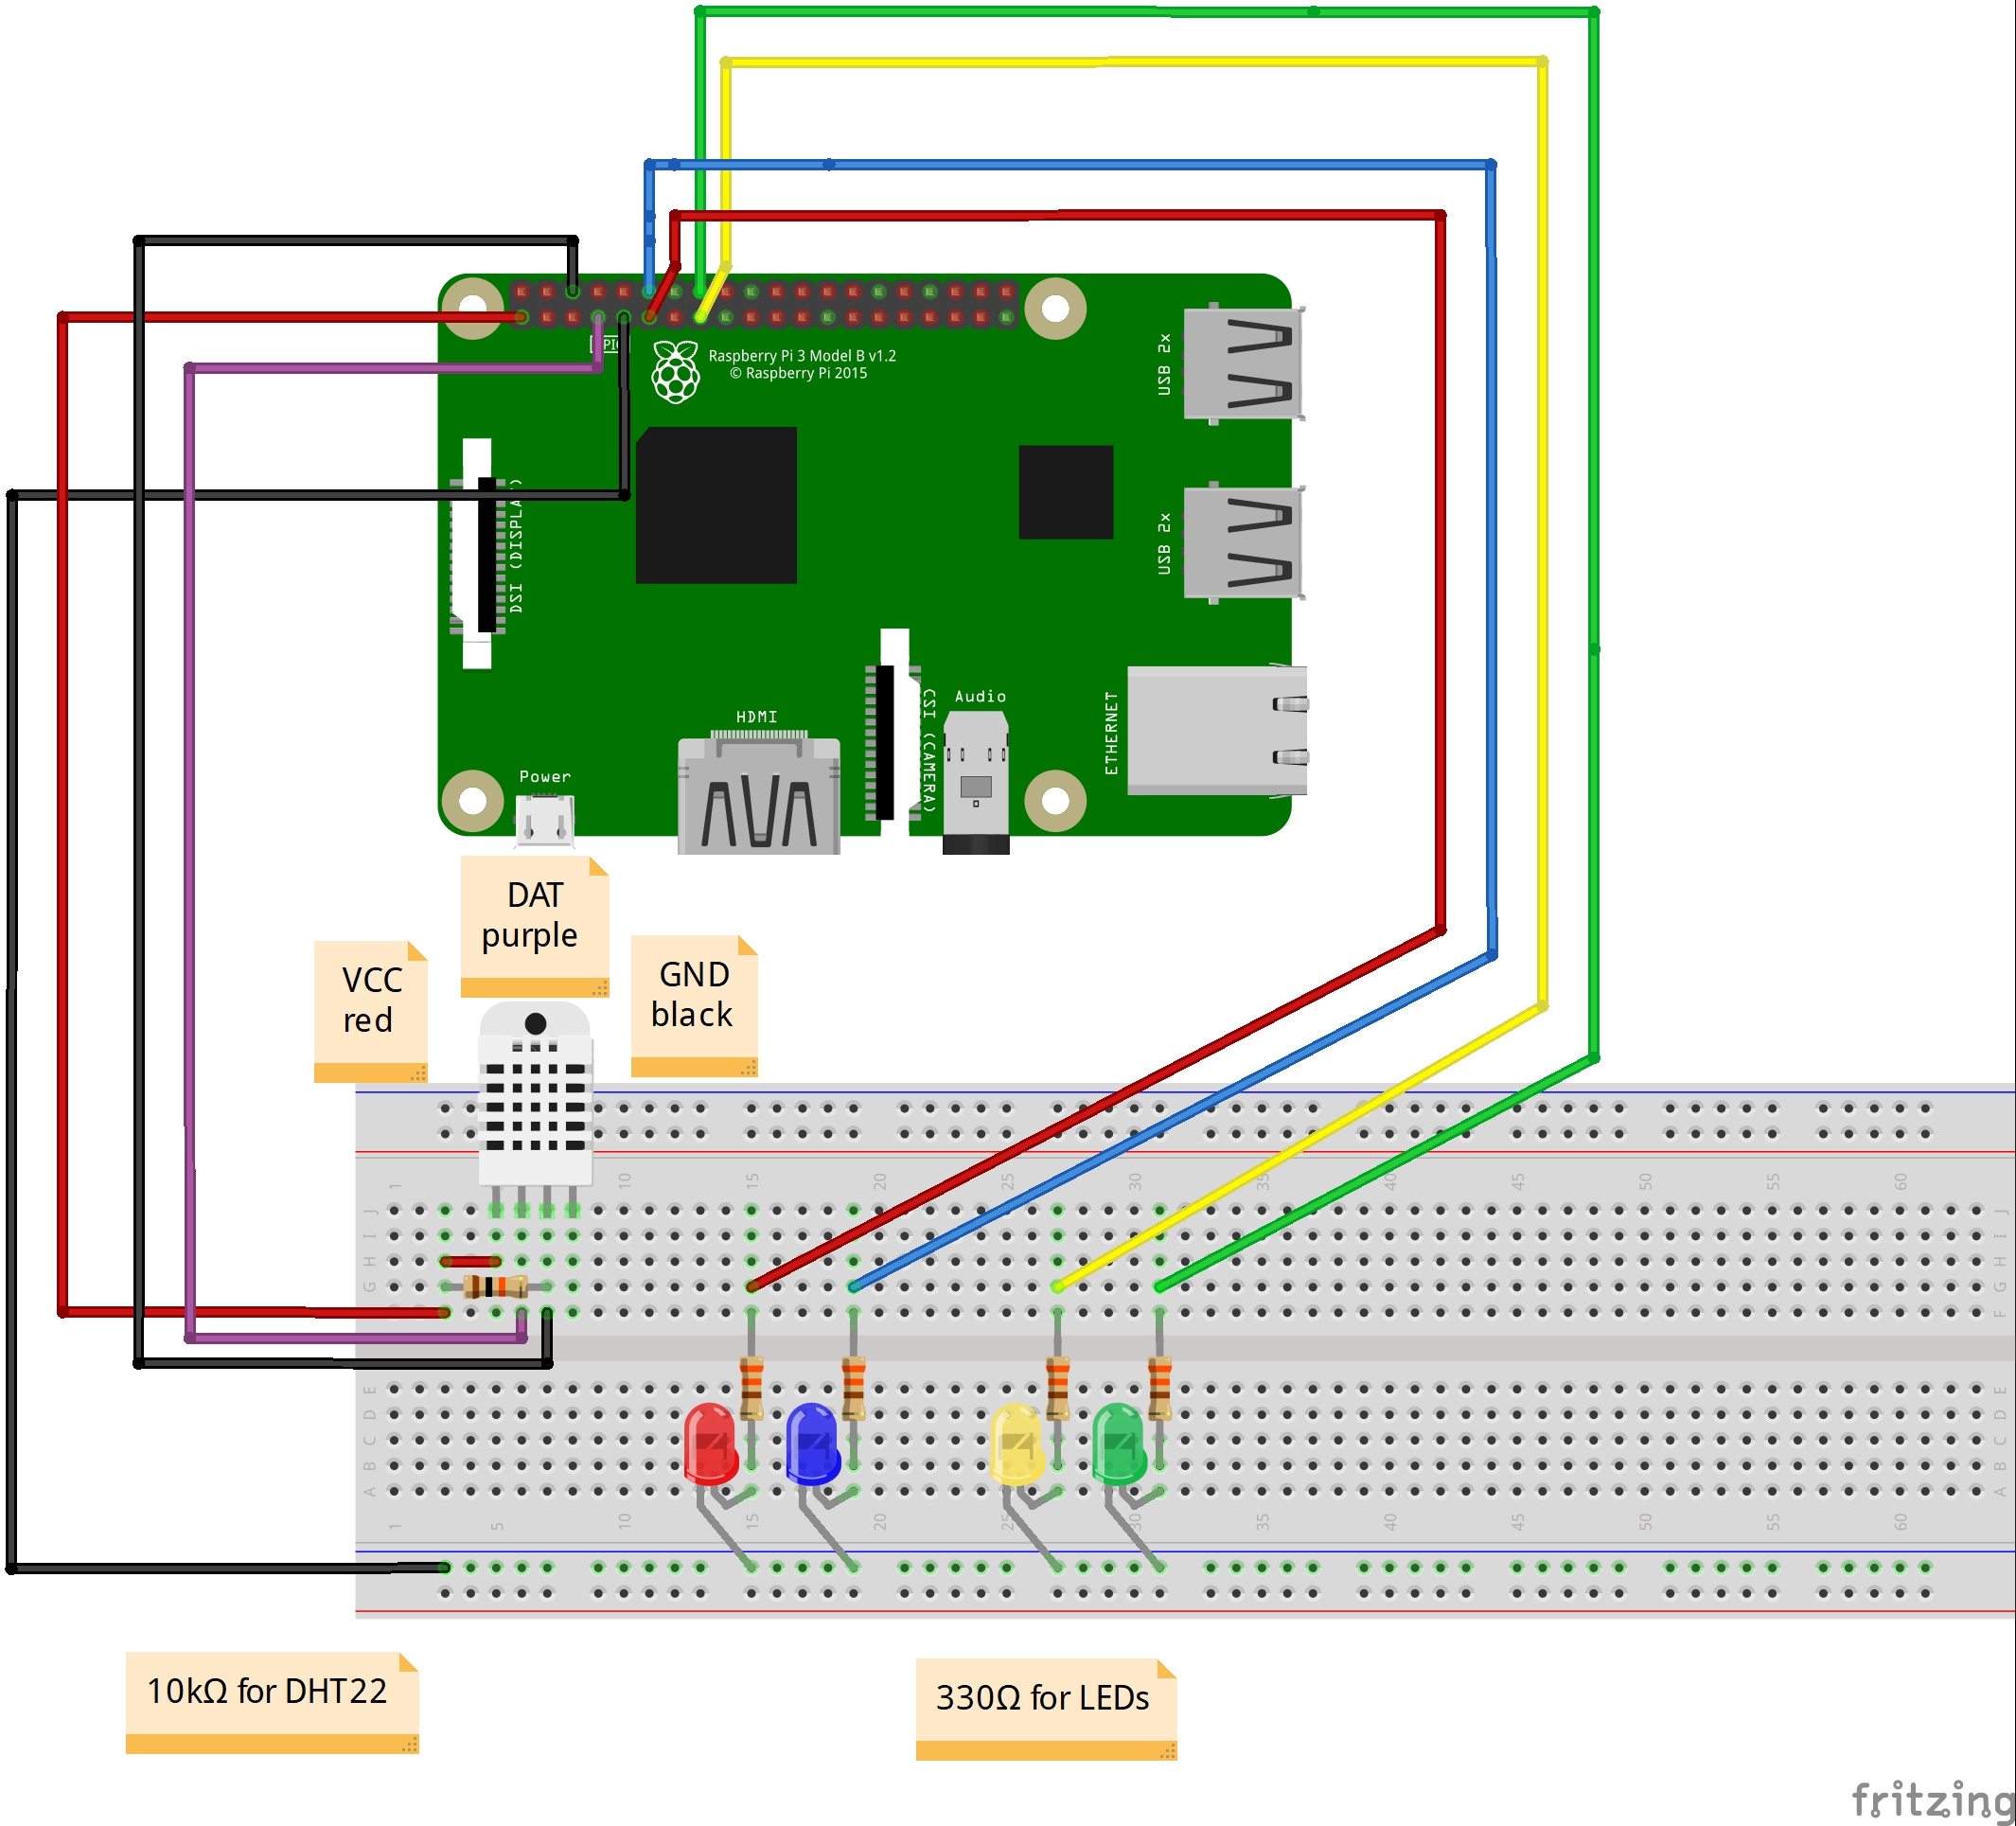 Raspberry Pi 3 Model B v1.2
© Raspberry Pi 2015
USB 2x
USB 2x
DSI (DISPLAY)
HDMI
CSI (CAMERA)
Audio
ETHERNET
Power
DAT
purple
VCC
red
GND
black
1 10 15 20 25 30 35 40 45 50 55 60
J J
I I
H H
G G
F F
E E
D D
C C
B B
A A
1 5 10 15 20 25 30 35 40 45 50 55 60
10kΩ for DHT22
330Ω for LEDs
fritzing